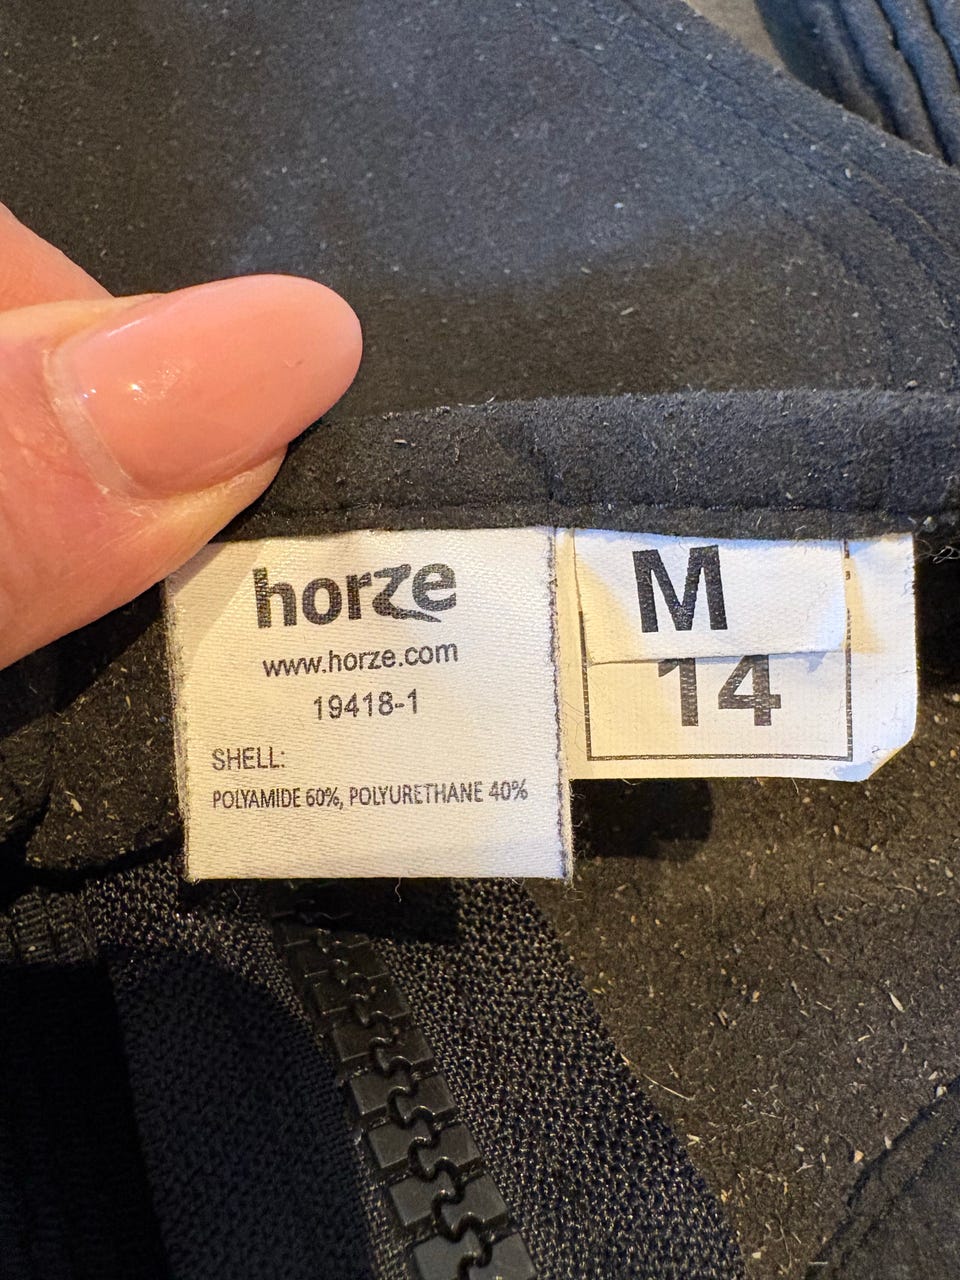 horze
www.horze.com
19418-1
SHELL:
POLYAMIDE 60%, POLYURETHANE 40%
M
14